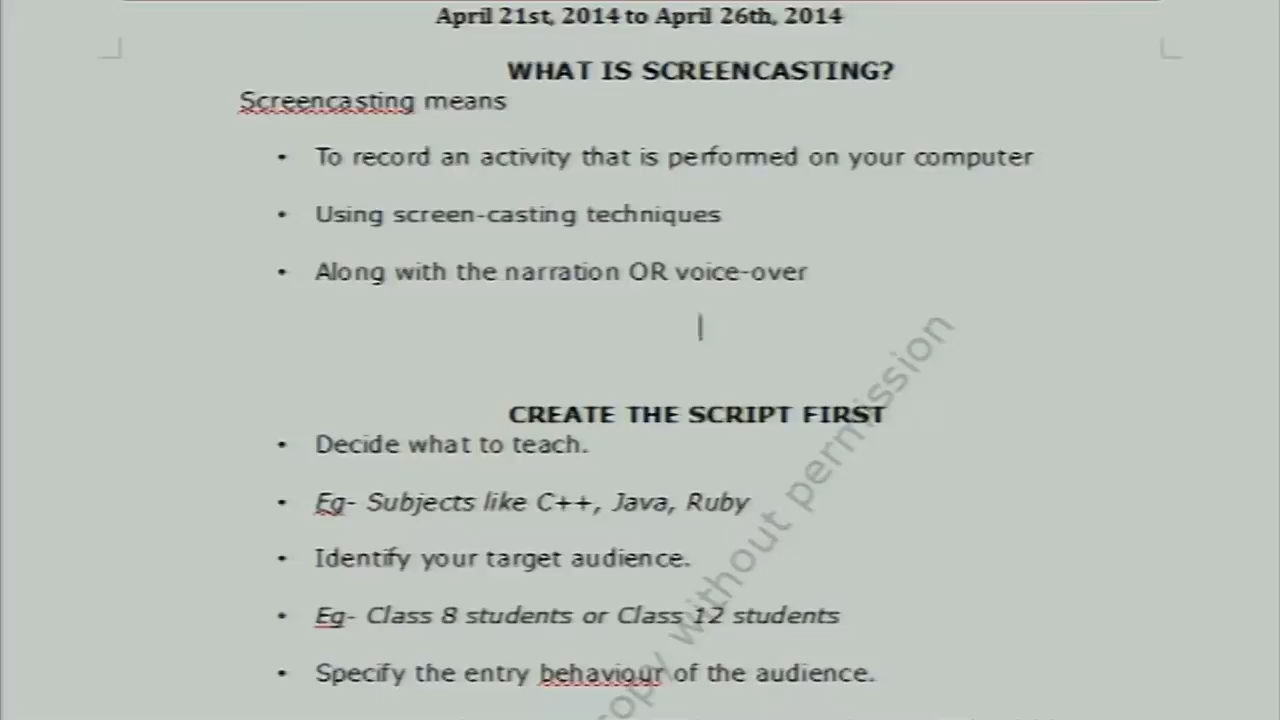 April 21st, 2014 to April 26th, 2014
WHAT IS SCREENCASTING?
Screencasting means
• To record an activity that is performed on your computer
• Using screen-casting techniques
• Along with the narration OR voice-over
CREATE THE SCRIPT FIRST
• Decide what to teach.
• Eg- Subjects like C++, Java, Ruby
• Identify your target audience.
• Eg- Class 8 students or Class 12 students
• Specify the entry behaviour of the audience.
without permission